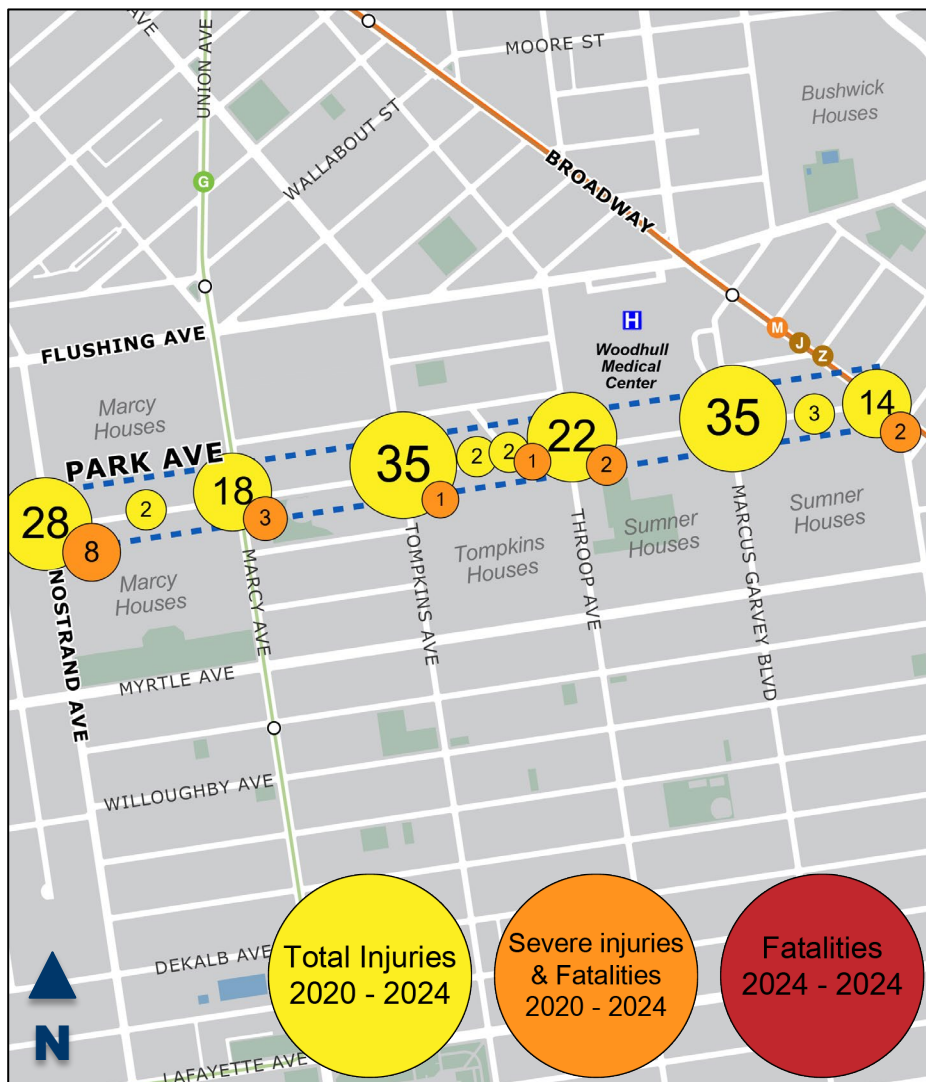 AVE
UNION AVE
MOORE ST
Bushwick
Houses
WALLABOUT ST
G
BROADWAY
M
J
Z
H
Woodhull
Medical
Center
FLUSHING AVE
Marcy
Houses
PARK AVE
28
8
2
18
3
35
1
2
2
1
22
2
35
3
14
2
NOSTRAND AVE
Marcy
Houses
MARCY AVE
TOMPKINS AVE
Tompkins
Houses
THROOP AVE
Sumner
Houses
MARCUS GARVEY BLVD
Sumner
Houses
MYRTLE AVE
WILLOUGHBY AVE
DEKALB AVE
LAFAYETTE AVE
N
Total Injuries
2020 - 2024
Severe injuries
& Fatalities
2020 - 2024
Fatalities
2024 - 2024